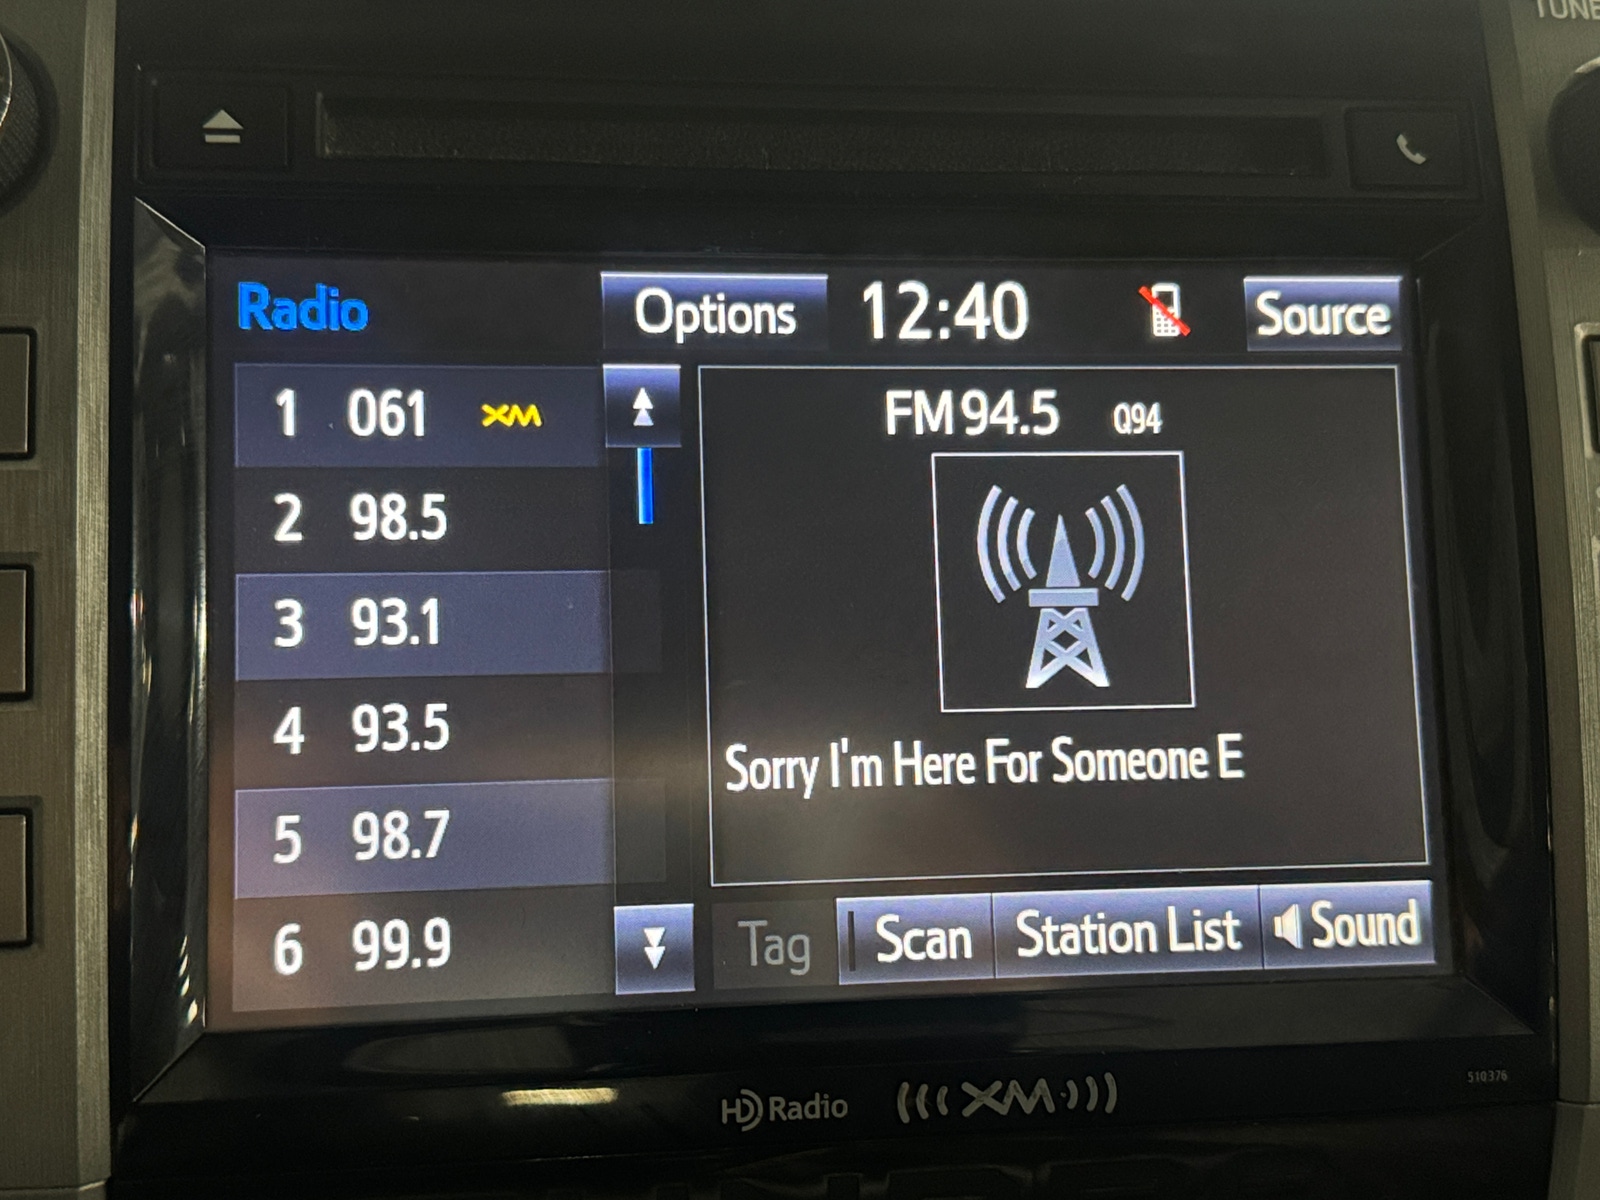 TUNE
Radio Options 12:40 Source
1 061 XM
2 98.5
3 93.1
4 93.5
5 98.7
6 99.9
FM 94.5 Q94
Sorry I'm Here For Someone E
Tag Scan Station List Sound
HD Radio XM
510376